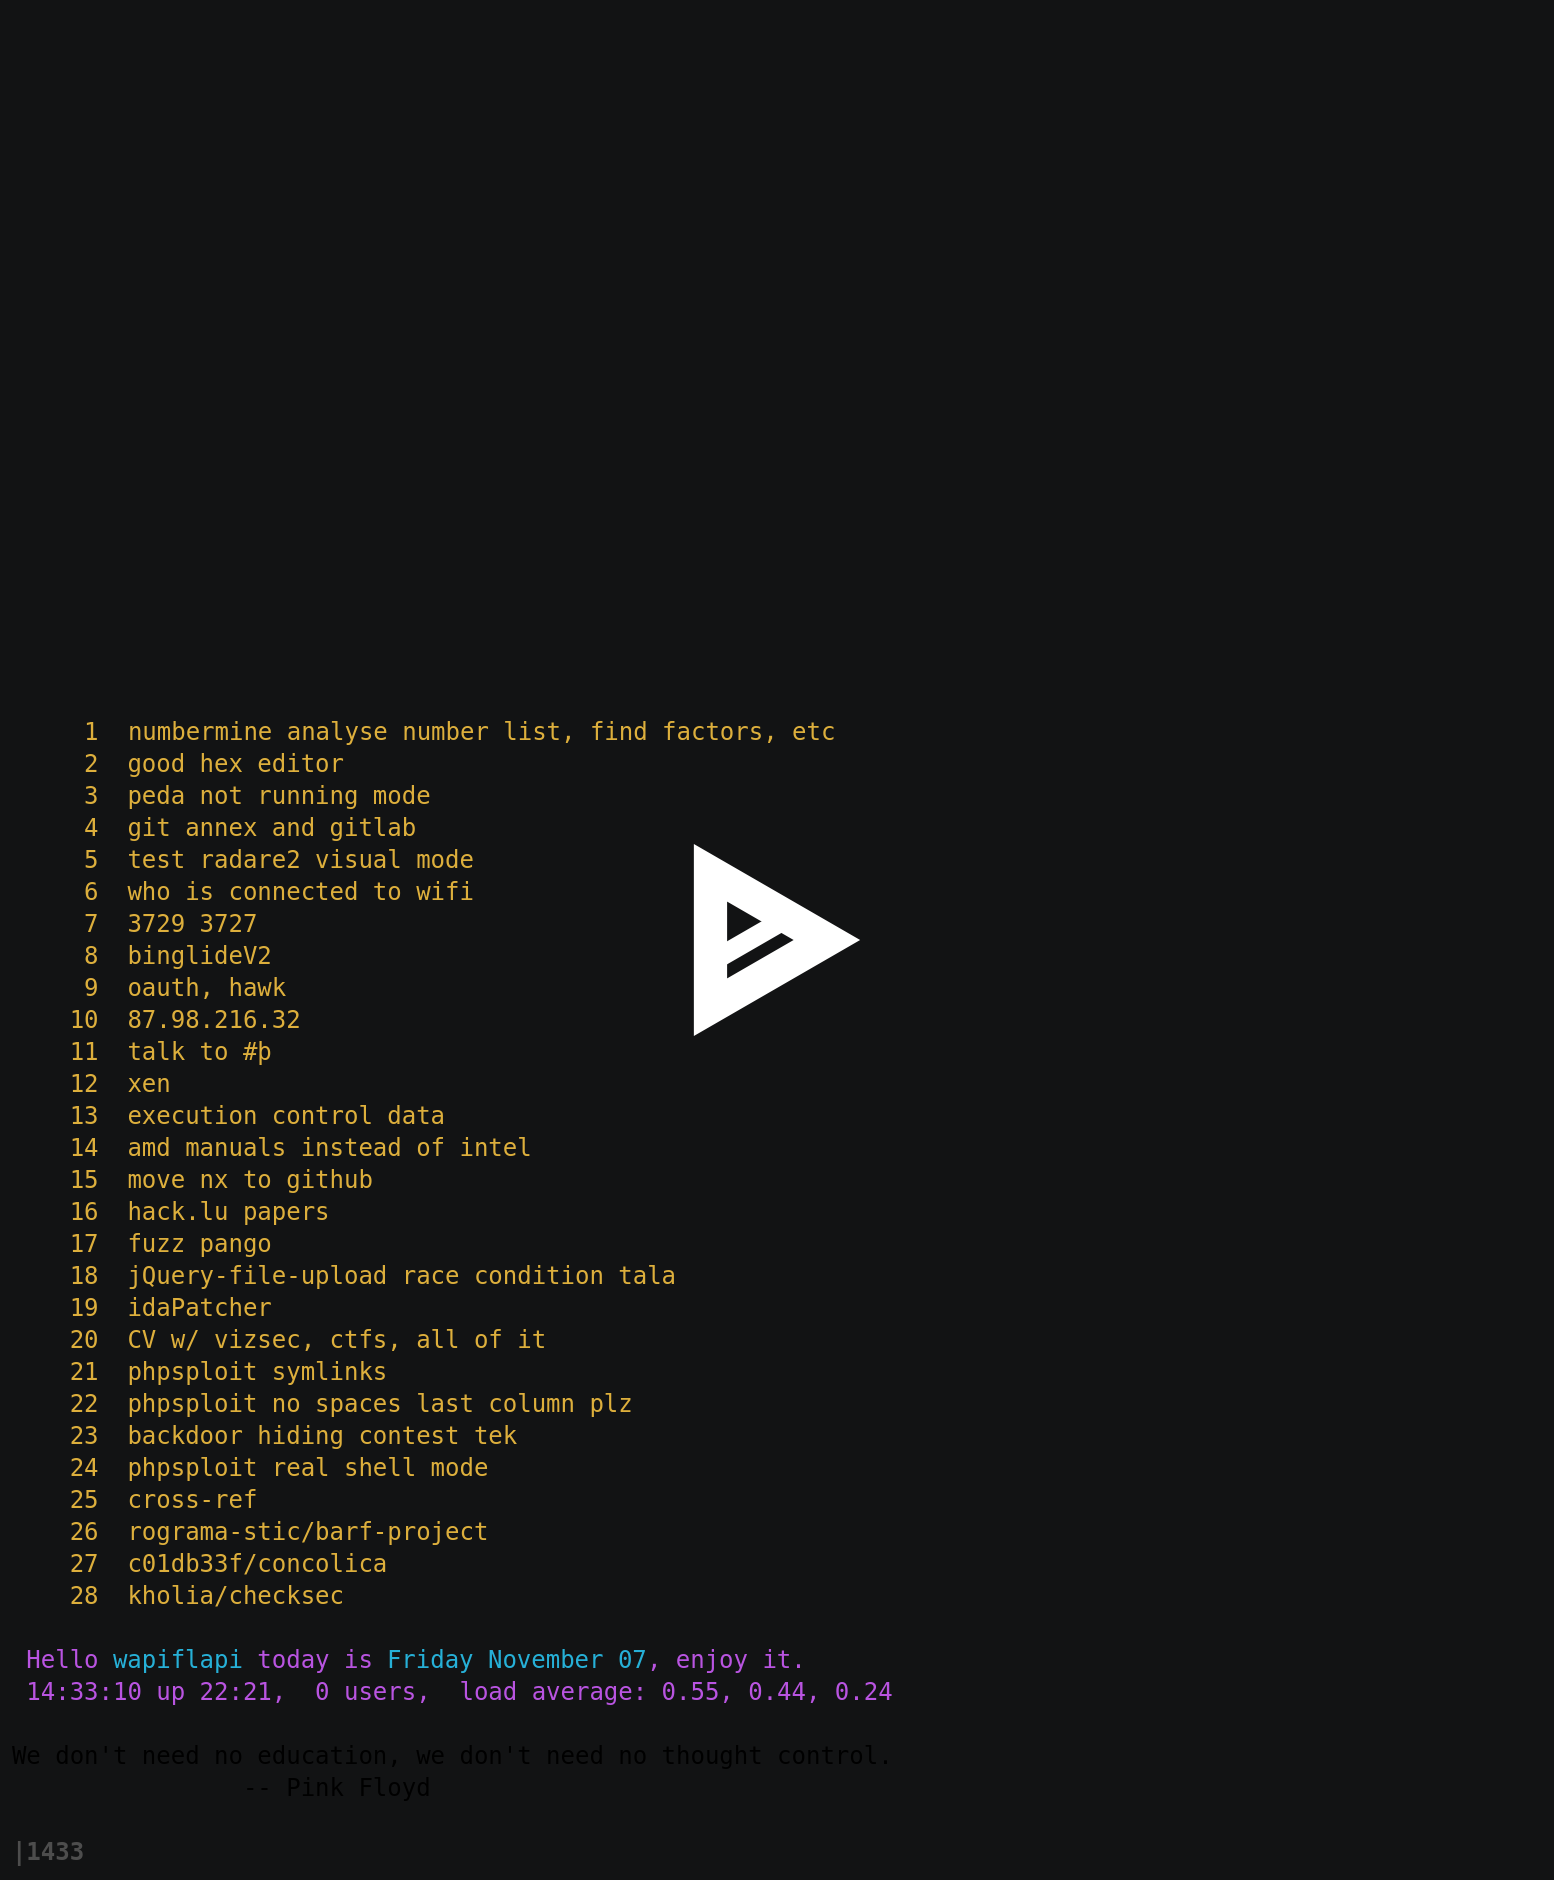 1 numbermine analyse number list, find factors, etc
2 good hex editor
3 peda not running mode
4 git annex and gitlab
5 test radare2 visual mode
6 who is connected to wifi
7 3729 3727
8 binglideV2
9 oauth, hawk
10 87.98.216.32
11 talk to #þ
12 xen
13 execution control data
14 amd manuals instead of intel
15 move nx to github
16 hack.lu papers
17 fuzz pango
18 jQuery-file-upload race condition tala
19 idaPatcher
20 CV w/ vizsec, ctfs, all of it
21 phpsploit symlinks
22 phpsploit no spaces last column plz
23 backdoor hiding contest tek
24 phpsploit real shell mode
25 cross-ref
26 rograma-stic/barf-project
27 c01db33f/concolica
28 kholia/checksec
Hello wapiflapi today is Friday November 07, enjoy it.
14:33:10 up 22:21,  0 users,  load average: 0.55, 0.44, 0.24
We don't need no education, we don't need no thought control.
-- Pink Floyd
|1433